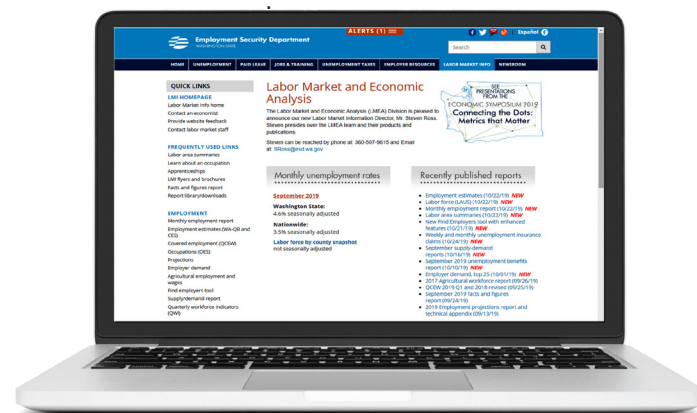 ALERTS (1)
Español
Employment Security Department
WASHINGTON STATE
Search
HOME UNEMPLOYMENT PAID LEAVE JOBS & TRAINING UNEMPLOYMENT TAXES EMPLOYER RESOURCES LABOR MARKET INFO NEWSROOM
QUICK LINKS
LMI HOMEPAGE
Labor Market Info home
Contact an economist
Provide website feedback
Contact labor market staff
FREQUENTLY USED LINKS
Labor area summaries
Learn about an occupation
Apprenticeships
LMI flyers and brochures
Facts and figures report
Report library/downloads
EMPLOYMENT
Monthly employment report
Employment estimates (WA-QB and
CES)
Covered employment (QCEW)
Occupations (OES)
Projections
Employer demand
Agricultural employment and
wages
Find employers tool
Supply/demand report
Quarterly workforce indicators
(QWI)
Labor Market and Economic
Analysis
The Labor Market and Economic Analysis (LMEA) Division is pleased to
announce our new Labor Market Information Director, Mr. Steven Ross.
Steven presides over the LMEA team and their products and
publications.
Steven can be reached by phone at 360-507-9615 and Email
at: SRoss@esd.wa.gov
SEE
PRESENTATIONS
FROM THE
ECONOMIC SYMPOSIUM 2019
Connecting the Dots:
Metrics that Matter
Monthly unemployment rates
September 2019
Washington State:
4.6% seasonally adjusted
Nationwide:
3.5% seasonally adjusted
Labor force by county snapshot
not seasonally adjusted
Recently published reports
Employment estimates (10/22/19) NEW
Labor force (LAUS) (10/22/19) NEW
Monthly employment report (10/22/19) NEW
Labor area summaries (10/22/19) NEW
New Find Employers tool with enhanced
features (10/21/19) NEW
Weekly and monthly unemployment insurance
claims (10/24/19) NEW
September supply-demand
reports (10/16/19) NEW
September 2019 unemployment benefits
report (10/10/19) NEW
Employer demand, top 25 (10/01/19) NEW
2017 Agricultural workforce report (09/26/19)
QCEW 2019 Q1 and 2018 revised (09/25/19)
September 2019 facts and figures
report (09/24/19)
2019 Employment projections report and
technical appendix (09/13/19)